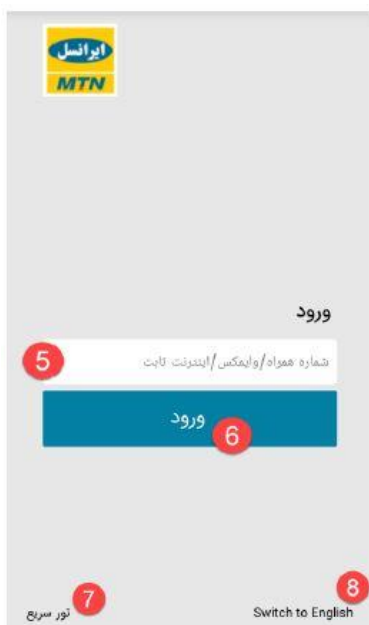 ایرانسل
MTN
ورود
شماره همراه/وایمکس/اینترنت ثابت
5
ورود
6
7
8
تور سریع
Switch to English